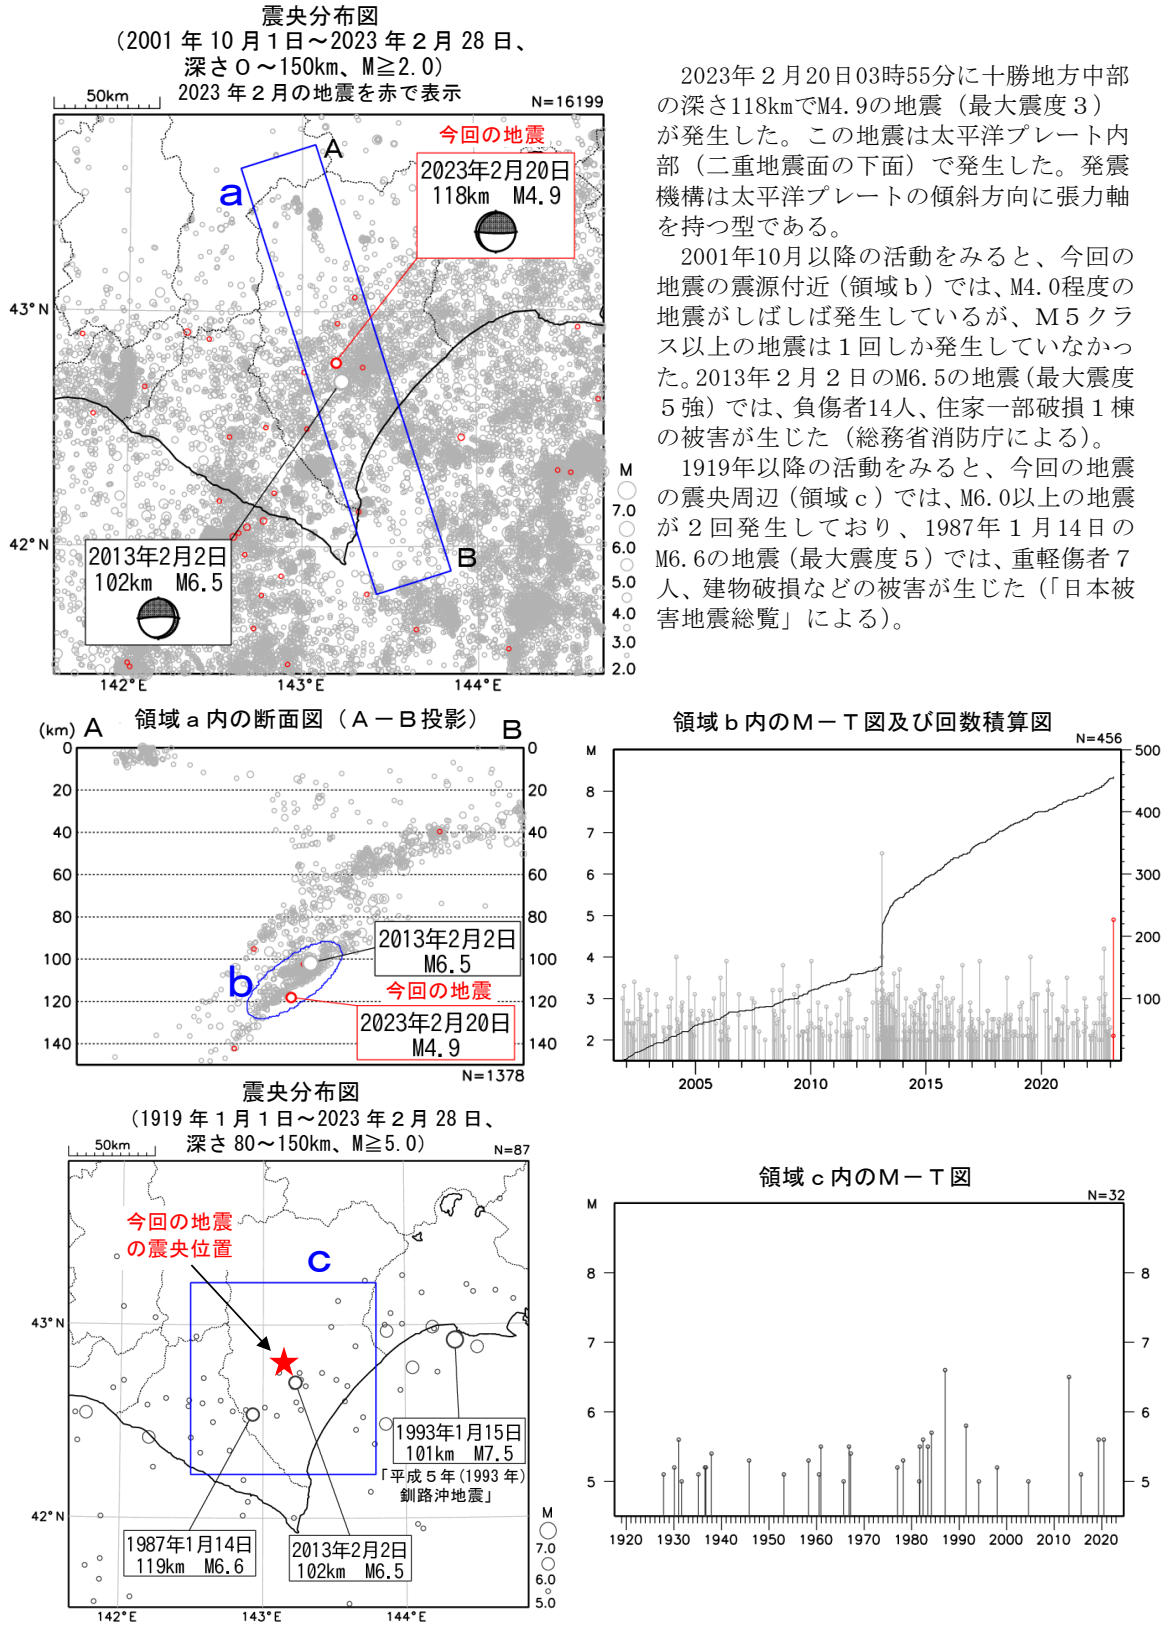 震央分布図
（2001 年 10 月１日～2023 年２月 28 日、
深さ０～150km、M≧2.0）
2023 年２月の地震を赤で表示
50km
N=16199
今回の地震
A
2023年2月20日
118km M4.9
a
43°N
42°N
2013年2月2日
102km M6.5
B
142°E
143°E
144°E
M
7.0
6.0
5.0
4.0
3.0
2.0
2023年２月20日03時55分に十勝地方中部
の深さ118kmでM4.9の地震（最大震度３）
が発生した。この地震は太平洋プレート内
部（二重地震面の下面）で発生した。発震
機構は太平洋プレートの傾斜方向に張力軸
を持つ型である。
2001年10月以降の活動をみると、今回の
地震の震源付近（領域ｂ）では、M4.0程度の
地震がしばしば発生しているが、Ｍ５クラ
ス以上の地震は１回しか発生していなかっ
た。2013年２月２日のM6.5の地震（最大震度
５強）では、負傷者14人、住家一部破損１棟
の被害が生じた（総務省消防庁による）。
1919年以降の活動をみると、今回の地震
の震央周辺（領域ｃ）では、M6.0以上の地震
が２回発生しており、1987年１月14日の
M6.6の地震（最大震度５）では、重軽傷者７
人、建物破損などの被害が生じた（「日本被
害地震総覧」による）。
領域ａ内の断面図（Ａ－Ｂ投影）
(km)
A
B
0
20
40
60
80
100
120
140
0
20
40
60
80
100
120
140
2013年2月2日
M6.5
b
今回の地震
2023年2月20日
M4.9
N=1378
領域ｂ内のＭ－Ｔ図及び回数積算図
N=456
M
8
7
6
5
4
3
2
500
400
300
200
100
2005
2010
2015
2020
震央分布図
（1919 年１月１日～2023 年２月 28 日、
深さ 80～150km、M≧5.0）
50km
N=87
今回の地震
の震央位置
c
43°N
42°N
1993年1月15日
101km M7.5
「平成５年(1993 年)
釧路沖地震」
1987年1月14日
119km M6.6
2013年2月2日
102km M6.5
142°E
143°E
144°E
M
7.0
6.0
5.0
領域ｃ内のＭ－Ｔ図
N=32
M
8
7
6
5
8
7
6
5
1920
1930
1940
1950
1960
1970
1980
1990
2000
2010
2020